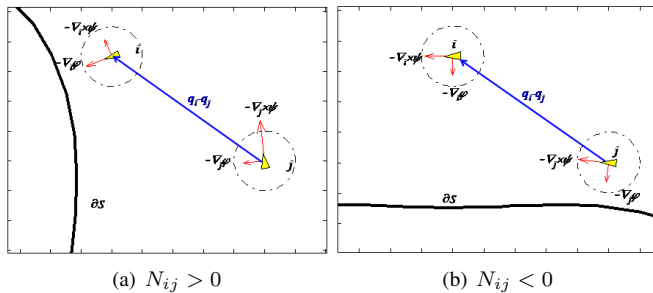 -∇ᵢ×ψ
i
-∇ᵢφ
qᵢ-qⱼ
-∇ⱼ×ψ
-∇ⱼφ
j
∂S
i
-∇ᵢ×ψ
-∇ᵢφ
qᵢ-qⱼ
j
-∇ⱼ×ψ
-∇ⱼφ
∂S
(a) Nᵢⱼ > 0
(b) Nᵢⱼ < 0